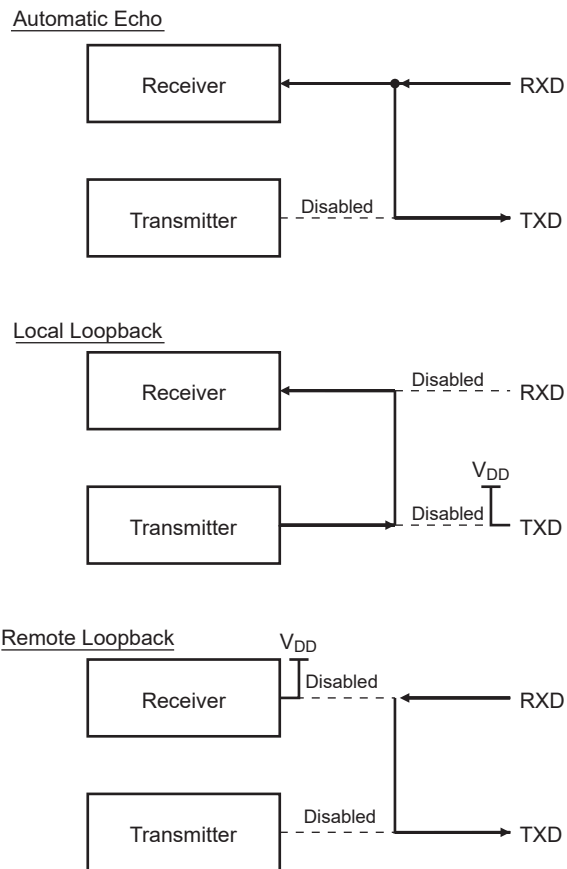 Automatic Echo
Receiver
RXD
Transmitter
Disabled
TXD
Local Loopback
Receiver
Disabled
RXD
VDD
Transmitter
Disabled
TXD
Remote Loopback
VDD
Receiver
Disabled
RXD
Transmitter
Disabled
TXD